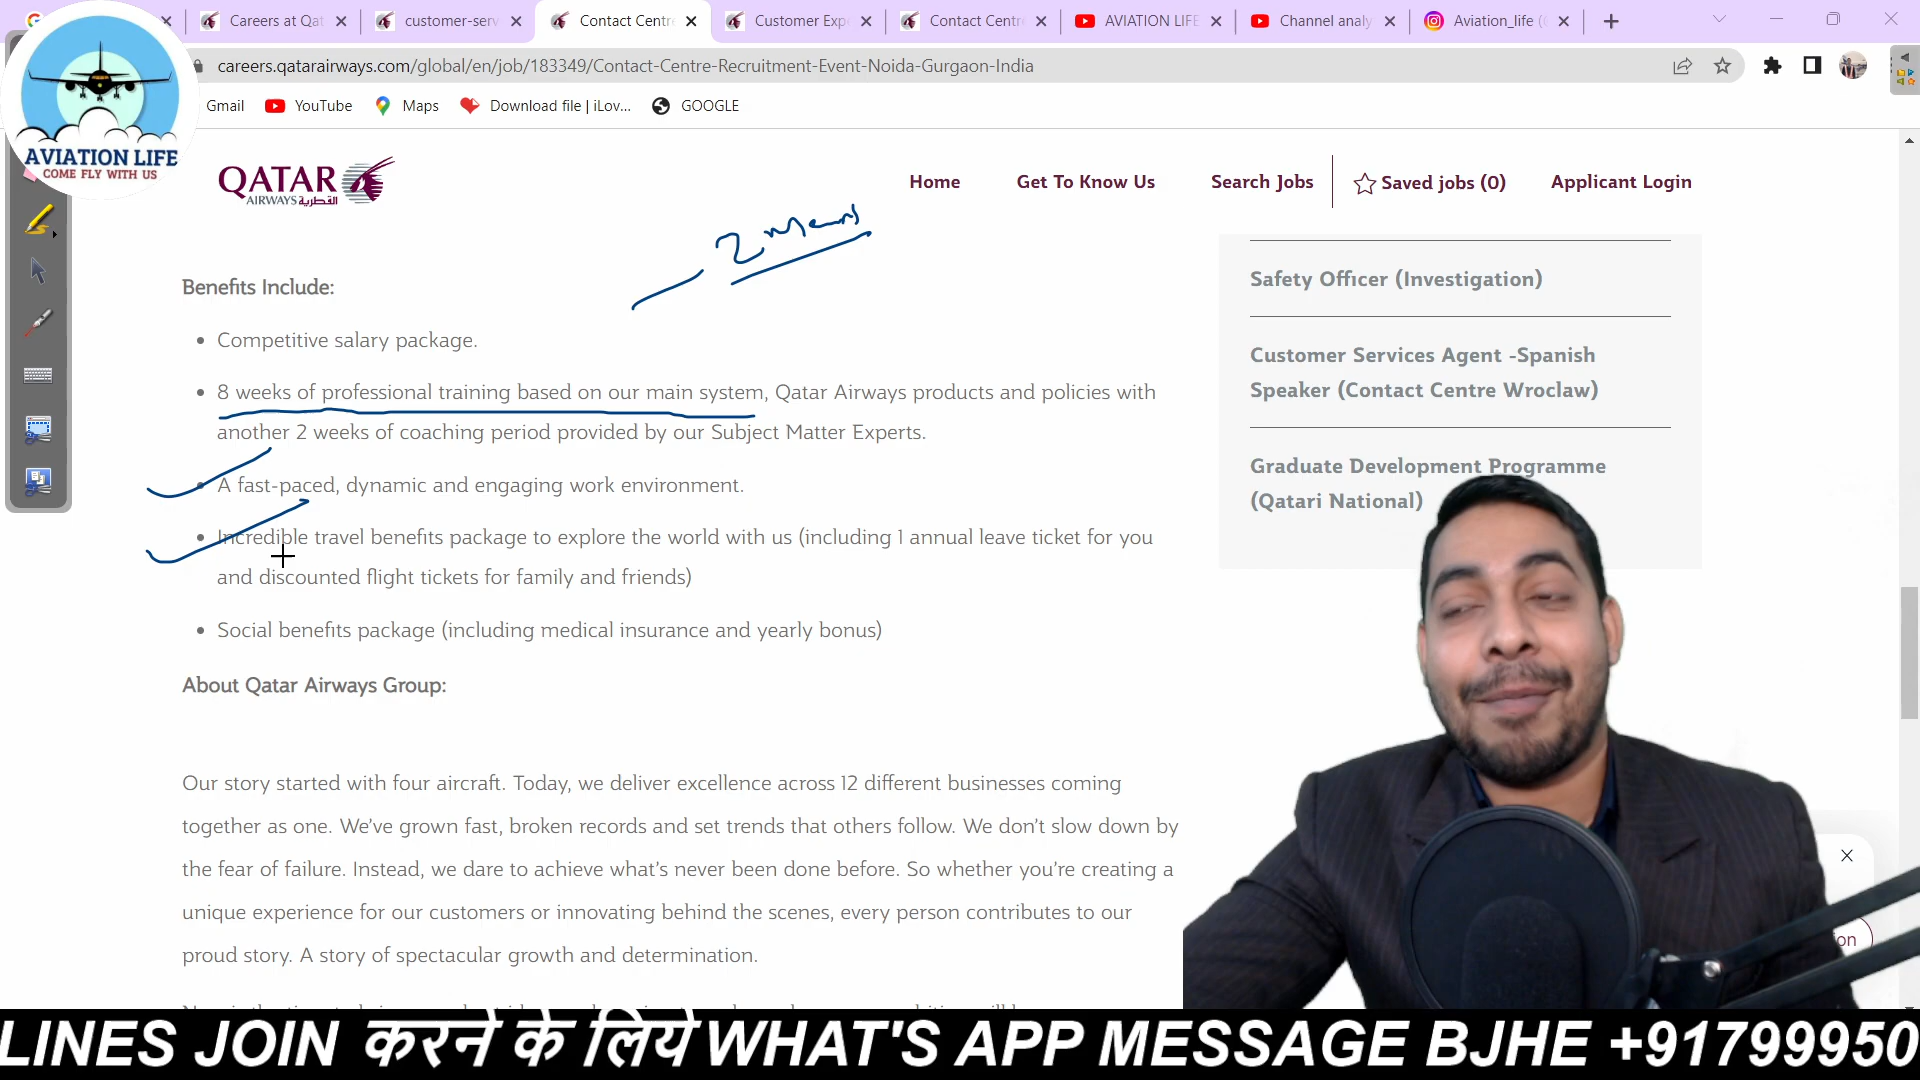 Careers at Qat
customer-serv
Contact Centr
Customer Exp
Contact Centr
AVIATION LIFE
Channel analy
Aviation_life (
careers.qatarairways.com/global/en/job/183349/Contact-Centre-Recruitment-Event-Noida-Gurgaon-India
Gmail
YouTube
Maps
Download file | iLov...
GOOGLE
AVIATION LIFE
COME FLY WITH US
QATAR
AIRWAYS القطرية
Home
Get To Know Us
Search Jobs
Saved jobs (0)
Applicant Login
Benefits Include:
• Competitive salary package.
• 8 weeks of professional training based on our main system, Qatar Airways products and policies with
another 2 weeks of coaching period provided by our Subject Matter Experts.
• A fast-paced, dynamic and engaging work environment.
• Incredible travel benefits package to explore the world with us (including 1 annual leave ticket for you
and discounted flight tickets for family and friends)
• Social benefits package (including medical insurance and yearly bonus)
About Qatar Airways Group:
Our story started with four aircraft. Today, we deliver excellence across 12 different businesses coming
together as one. We've grown fast, broken records and set trends that others follow. We don't slow down by
the fear of failure. Instead, we dare to achieve what's never been done before. So whether you're creating a
unique experience for our customers or innovating behind the scenes, every person contributes to our
proud story. A story of spectacular growth and determination.
Safety Officer (Investigation)
Customer Services Agent -Spanish
Speaker (Contact Centre Wroclaw)
Graduate Development Programme
(Qatari National)
2
LINES JOIN करने के लिये WHAT'S APP MESSAGE BJHE +91799950